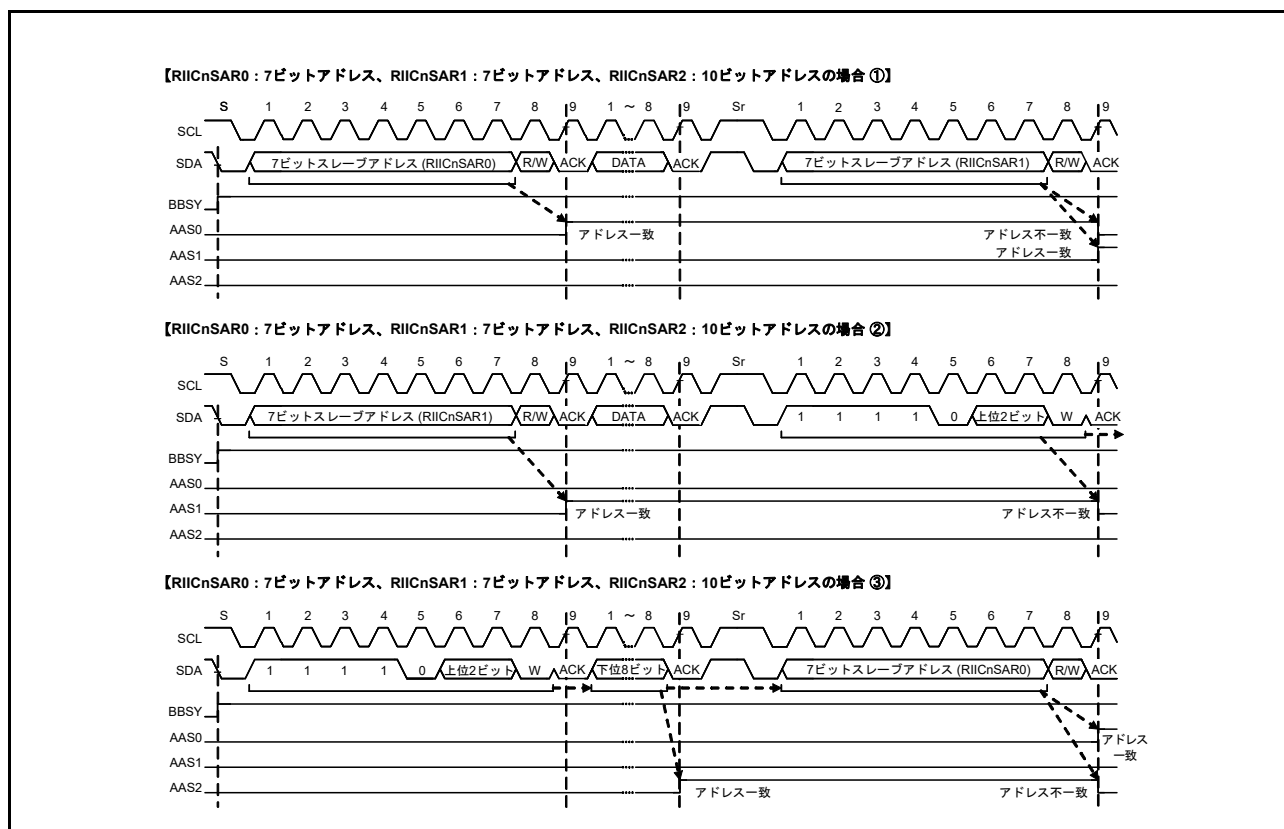 【RIICnSAR0：7ビットアドレス、RIICnSAR1：7ビットアドレス、RIICnSAR2：10ビットアドレスの場合 ①】
S 1 2 3 4 5 6 7 8 9 1 ～ 8 9 Sr 1 2 3 4 5 6 7 8 9
SCL
SDA 7ビットスレーブアドレス (RIICnSAR0) R/W ACK DATA ACK 7ビットスレーブアドレス (RIICnSAR1) R/W ACK
BBSY
AAS0 アドレス一致 アドレス不一致
AAS1 アドレス一致
AAS2
【RIICnSAR0：7ビットアドレス、RIICnSAR1：7ビットアドレス、RIICnSAR2：10ビットアドレスの場合 ②】
S 1 2 3 4 5 6 7 8 9 1 ～ 8 9 Sr 1 2 3 4 5 6 7 8 9
SCL
SDA 7ビットスレーブアドレス (RIICnSAR1) R/W ACK DATA ACK 1 1 1 1 0 上位2ビット W ACK
BBSY
AAS0
AAS1 アドレス一致 アドレス不一致
AAS2
【RIICnSAR0：7ビットアドレス、RIICnSAR1：7ビットアドレス、RIICnSAR2：10ビットアドレスの場合 ③】
S 1 2 3 4 5 6 7 8 9 1 ～ 8 9 Sr 1 2 3 4 5 6 7 8 9
SCL
SDA 1 1 1 1 0 上位2ビット W ACK 下位8ビット ACK 7ビットスレーブアドレス (RIICnSAR0) R/W ACK
BBSY
AAS0 アドレス
一致
AAS1
AAS2 アドレス一致 アドレス不一致